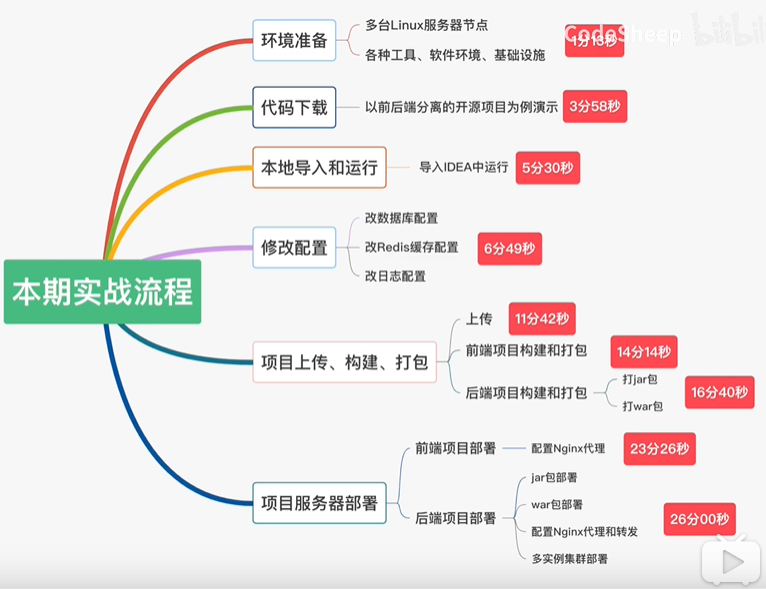 CodeSheep
bilibili
环境准备
多台Linux服务器节点
各种工具、软件环境、基础设施
1分13秒
代码下载
以前后端分离的开源项目为例演示
3分58秒
本地导入和运行
导入IDEA中运行
5分30秒
修改配置
改数据库配置
改Redis缓存配置
改日志配置
6分49秒
本期实战流程
项目上传、构建、打包
上传
11分42秒
前端项目构建和打包
14分14秒
后端项目构建和打包
打jar包
打war包
16分40秒
项目服务器部署
前端项目部署
配置Nginx代理
23分26秒
后端项目部署
jar包部署
war包部署
配置Nginx代理和转发
多实例集群部署
26分00秒